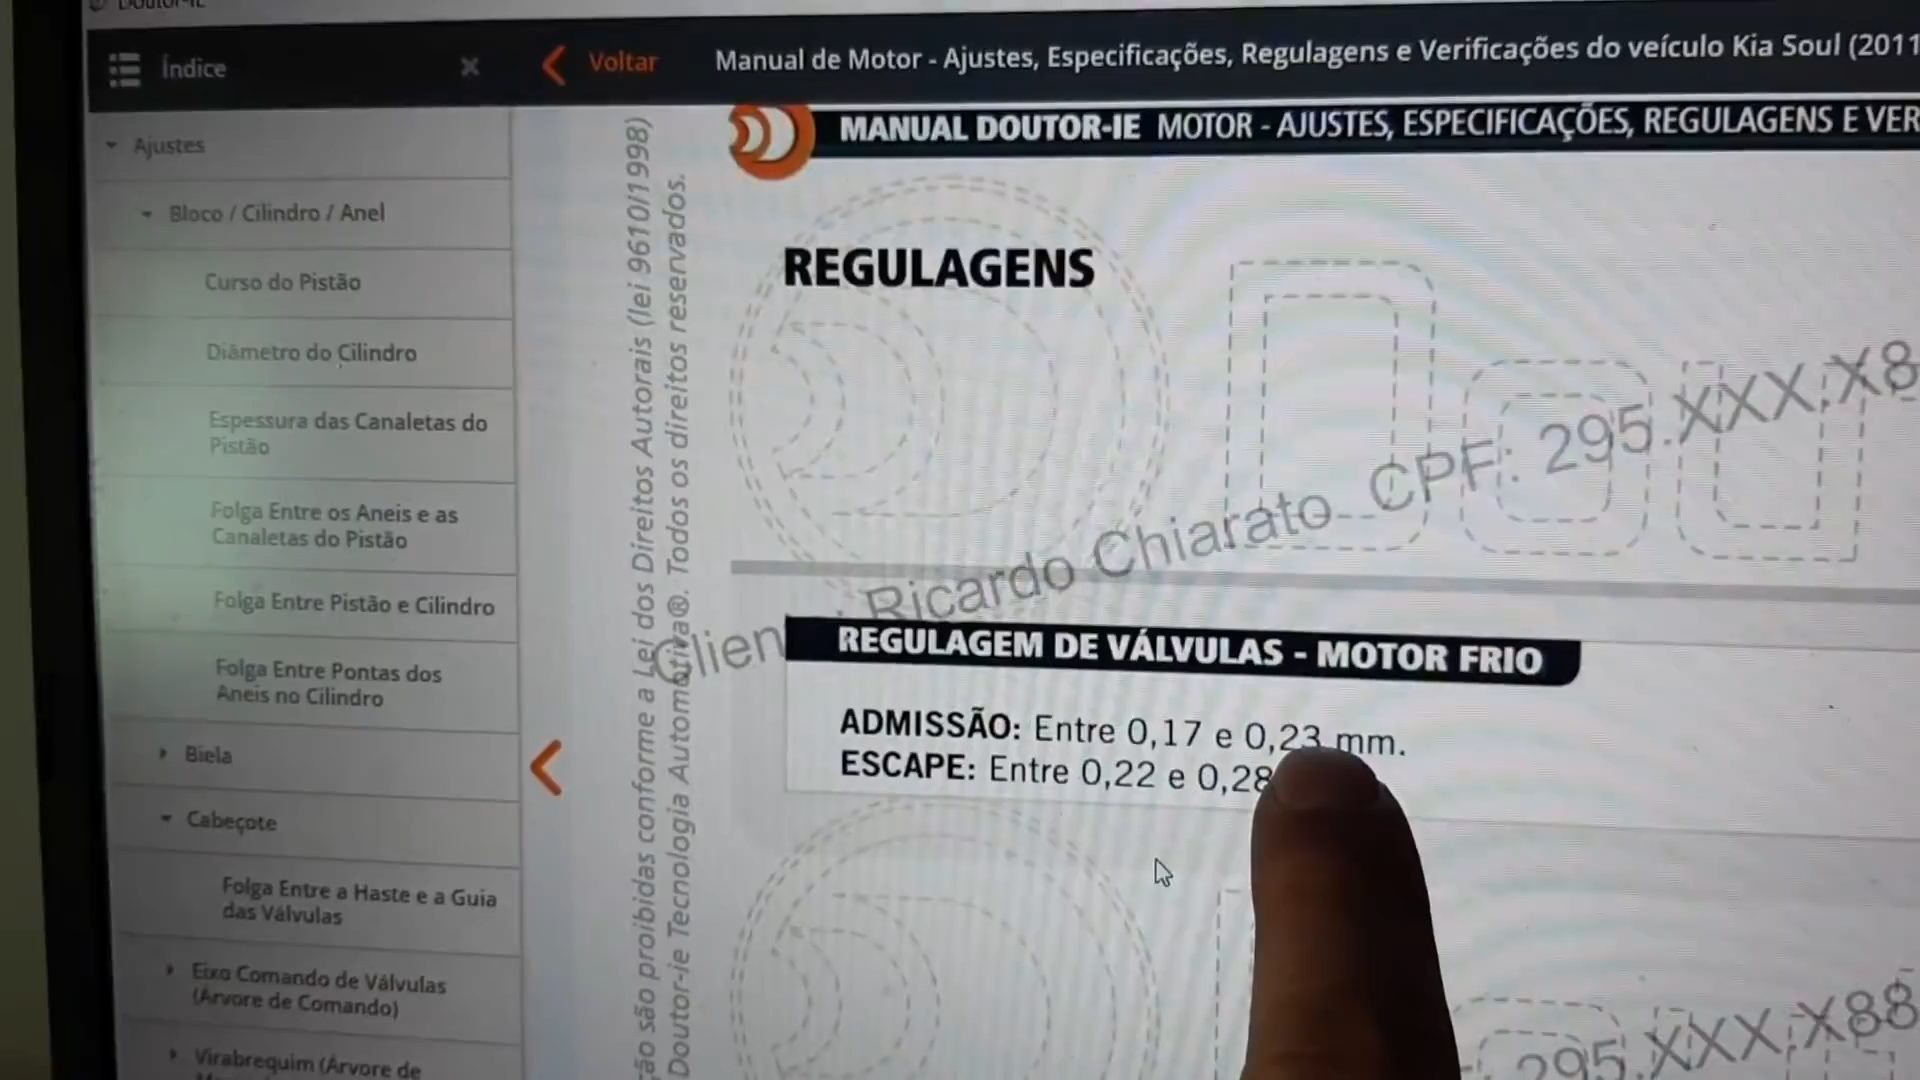 Doutor-ie
Índice
Voltar
Manual de Motor - Ajustes, Especificações, Regulagens e Verificações do veículo Kia Soul (2011
MANUAL DOUTOR-IE MOTOR - AJUSTES, ESPECIFICAÇÕES, REGULAGENS E VER
Ajustes
Bloco / Cilindro / Anel
Curso do Pistão
Diâmetro do Cilindro
Espessura das Canaletas do
Pistão
Folga Entre os Aneis e as
Canaletas do Pistão
Folga Entre Pistão e Cilindro
Folga Entre Pontas dos
Aneis no Cilindro
Biela
Cabeçote
Folga Entre a Haste e a Guia
das Válvulas
Eixo Comando de Válvulas
(Árvore de Comando)
Virabrequim (Árvore de
ção são proibidas conforme a Lei dos Direitos Autorais (lei 9610/1998)
Doutor-ie Tecnologia Automotiva®. Todos os direitos reservados.
REGULAGENS
Clien Ricardo Chiarato CPF: 295.XXX.X8
REGULAGEM DE VÁLVULAS - MOTOR FRIO
ADMISSÃO: Entre 0,17 e 0,23 mm.
ESCAPE: Entre 0,22 e 0,28
295.XXX.X88